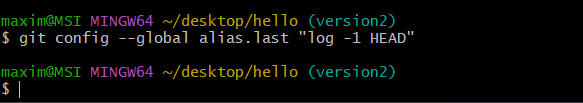 maxim@MSI MINGW64 ~/desktop/hello (version2)
$ git config --global alias.last "log -1 HEAD"
maxim@MSI MINGW64 ~/desktop/hello (version2)
$